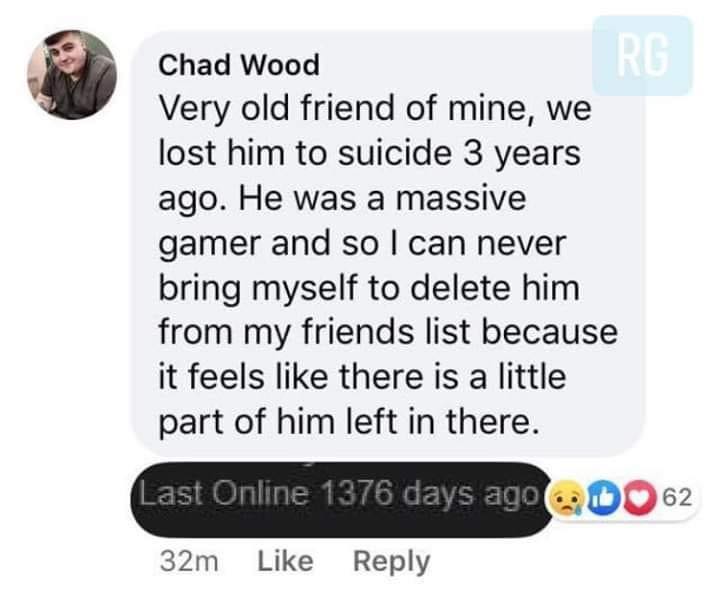 RG
Chad Wood
Very old friend of mine, we
lost him to suicide 3 years
ago. He was a massive
gamer and so I can never
bring myself to delete him
from my friends list because
it feels like there is a little
part of him left in there.
Last Online 1376 days ago
62
32m Like Reply